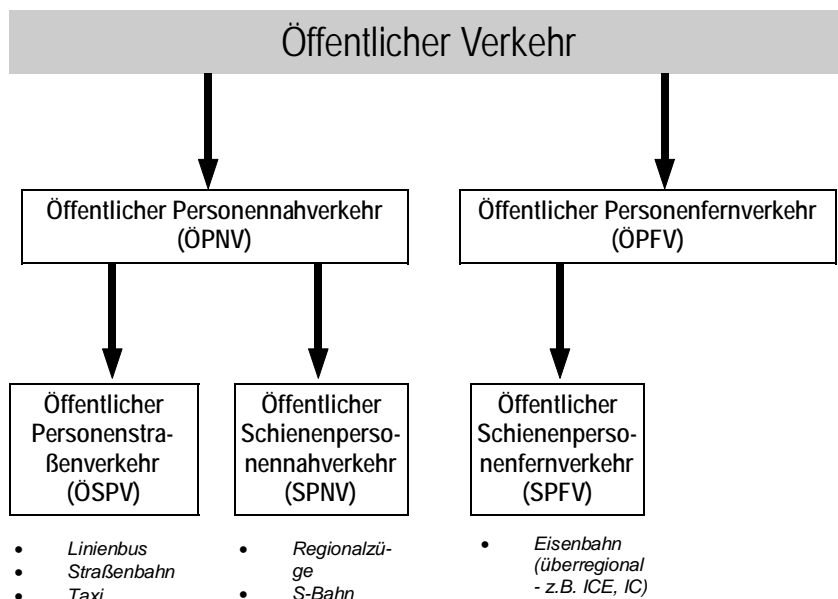 Öffentlicher Verkehr
Öffentlicher Personennahverkehr
(ÖPNV)
Öffentlicher Personenfernverkehr
(ÖPFV)
Öffentlicher
Personenstra-
ßenverkehr
(ÖSPV)
Öffentlicher
Schienenperso-
nennahverkehr
(SPNV)
Öffentlicher
Schienenperso-
nenfernverkehr
(SPFV)
• Linienbus
• Straßenbahn
• Taxi
• Regionalzü-
ge
• S-Bahn
• Eisenbahn
(überregional
- z.B. ICE, IC)